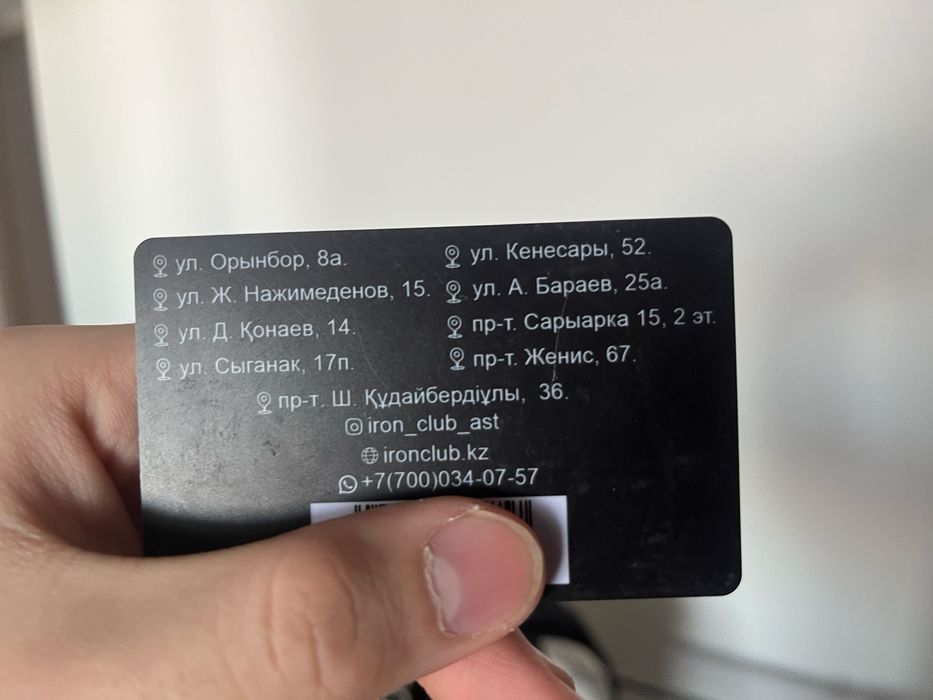 ул. Орынбор, 8а.
ул. Кенесары, 52.
ул. Ж. Нажимеденов, 15.
ул. А. Бараев, 25а.
ул. Д. Қонаев, 14.
пр-т. Сарыарка 15, 2 эт.
ул. Сыганак, 17п.
пр-т. Женис, 67.
пр-т. Ш. Құдайбердіұлы, 36.
iron_club_ast
ironclub.kz
+7(700)034-07-57